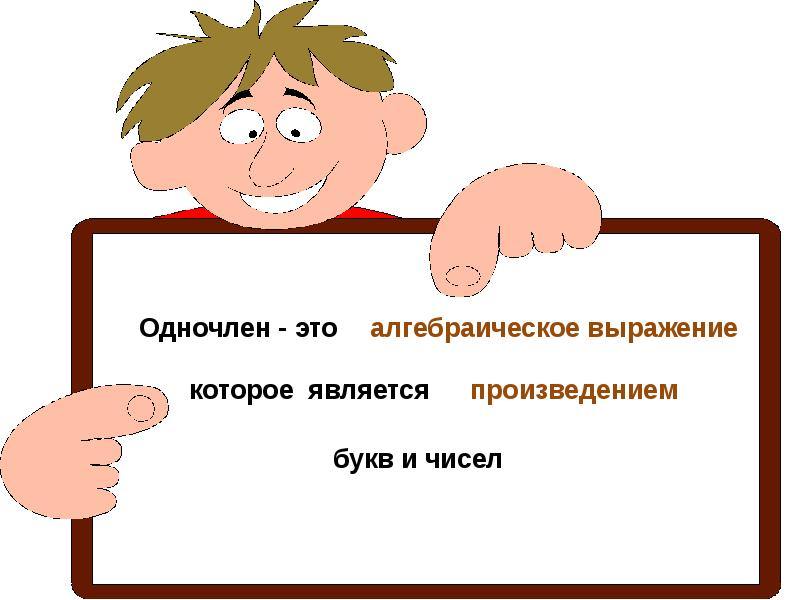 Одночлен - это алгебраическое выражение
которое является произведением
букв и чисел